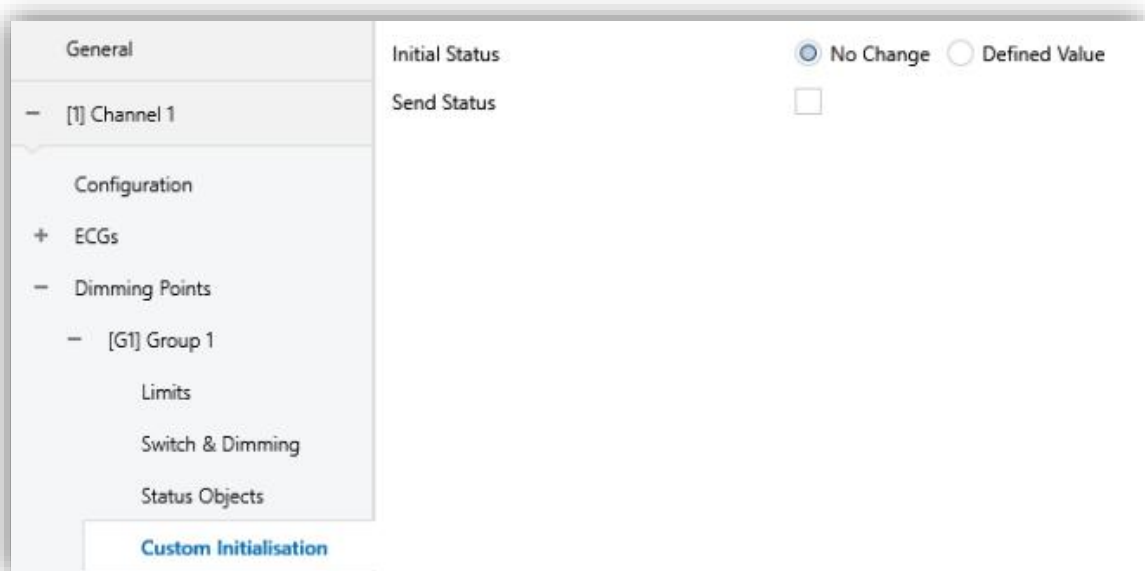 General
[1] Channel 1
Configuration
+ ECGs
Dimming Points
[G1] Group 1
Limits
Switch & Dimming
Status Objects
Custom Initialisation
Initial Status No Change Defined Value
Send Status